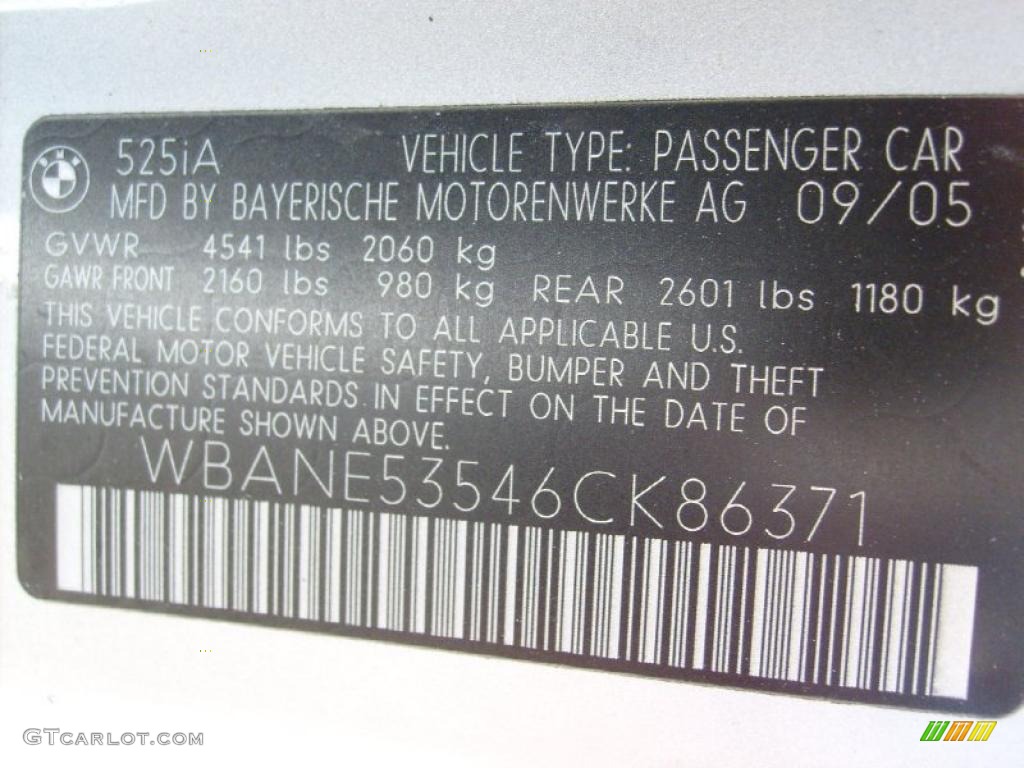 BMW
525iA VEHICLE TYPE: PASSENGER CAR
MFD BY BAYERISCHE MOTORENWERKE AG 09/05
GVWR 4541 lbs 2060 kg
GAWR FRONT 2160 lbs 980 kg REAR 2601 lbs 1180 kg
THIS VEHICLE CONFORMS TO ALL APPLICABLE U.S.
FEDERAL MOTOR VEHICLE SAFETY, BUMPER AND THEFT
PREVENTION STANDARDS IN EFFECT ON THE DATE OF
MANUFACTURE SHOWN ABOVE.
WBANE53546CK86371
GTCARLOT.COM